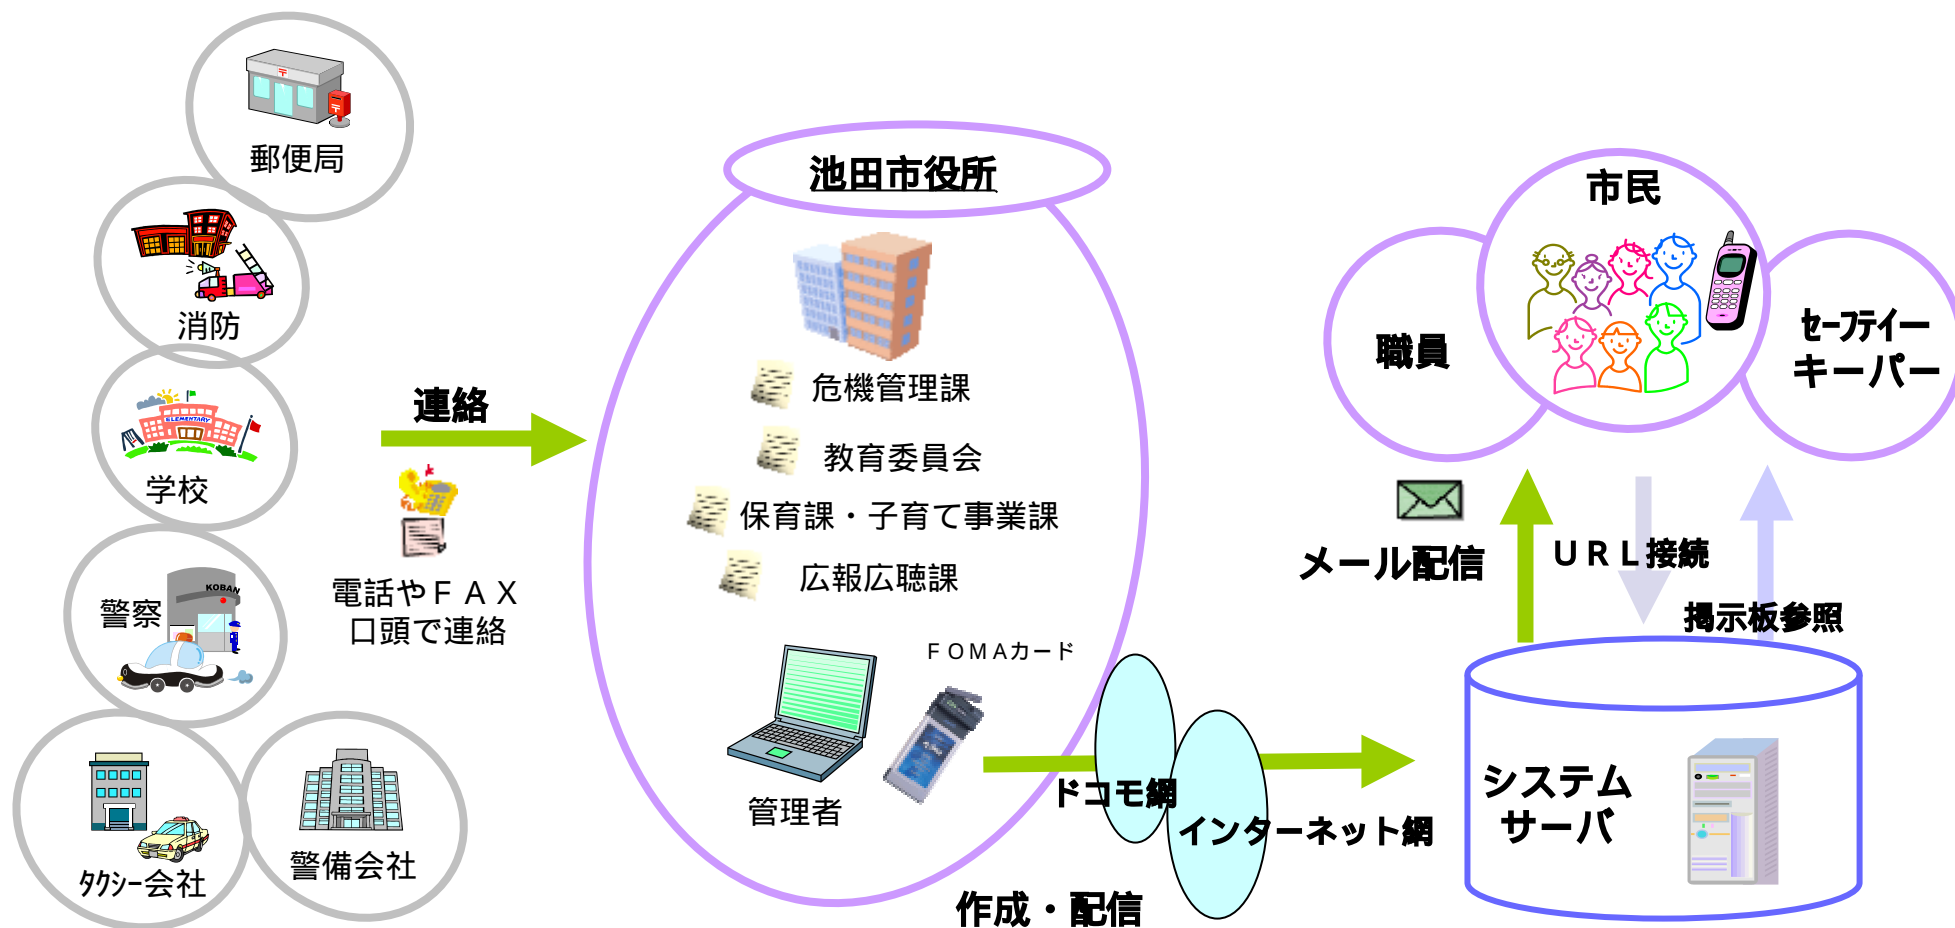 郵便局
消防
ELEMENTARY
学校
KOBAN
警察
タクシー会社
警備会社
連絡
電話やＦＡＸ
口頭で連絡
池田市役所
危機管理課
教育委員会
保育課・子育て事業課
広報広聴課
ＦＯＭＡカード
管理者
ドコモ網
インターネット網
作成・配信
市民
職員
セーフテイー
キーパー
メール配信
ＵＲＬ接続
掲示板参照
システム
サーバ